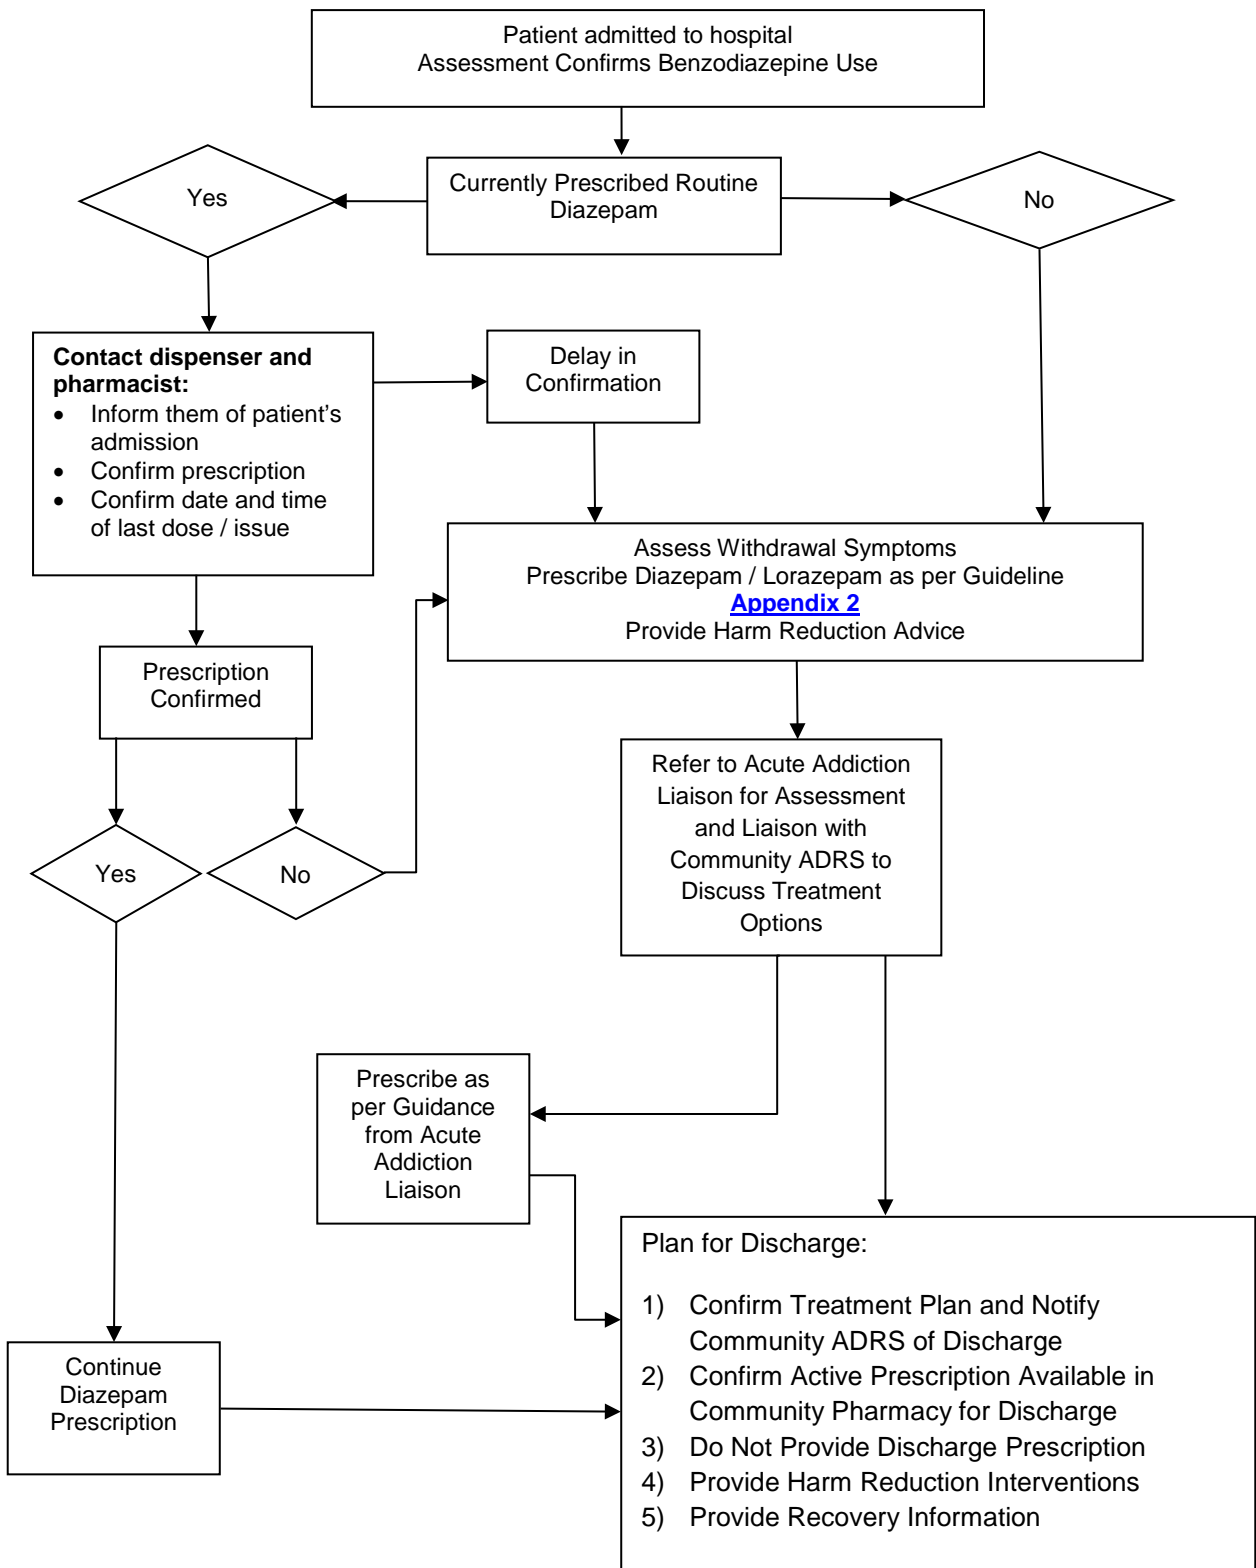 Patient admitted to hospital
Assessment Confirms Benzodiazepine Use
Yes
Currently Prescribed Routine
Diazepam
No
Contact dispenser and
pharmacist:
• Inform them of patient's
admission
• Confirm prescription
• Confirm date and time
of last dose / issue
Delay in
Confirmation
Assess Withdrawal Symptoms
Prescribe Diazepam / Lorazepam as per Guideline
Appendix 2
Provide Harm Reduction Advice
Prescription
Confirmed
Yes
No
Refer to Acute Addiction
Liaison for Assessment
and Liaison with
Community ADRS to
Discuss Treatment
Options
Prescribe as
per Guidance
from Acute
Addiction
Liaison
Continue
Diazepam
Prescription
Plan for Discharge:
1) Confirm Treatment Plan and Notify
Community ADRS of Discharge
2) Confirm Active Prescription Available in
Community Pharmacy for Discharge
3) Do Not Provide Discharge Prescription
4) Provide Harm Reduction Interventions
5) Provide Recovery Information